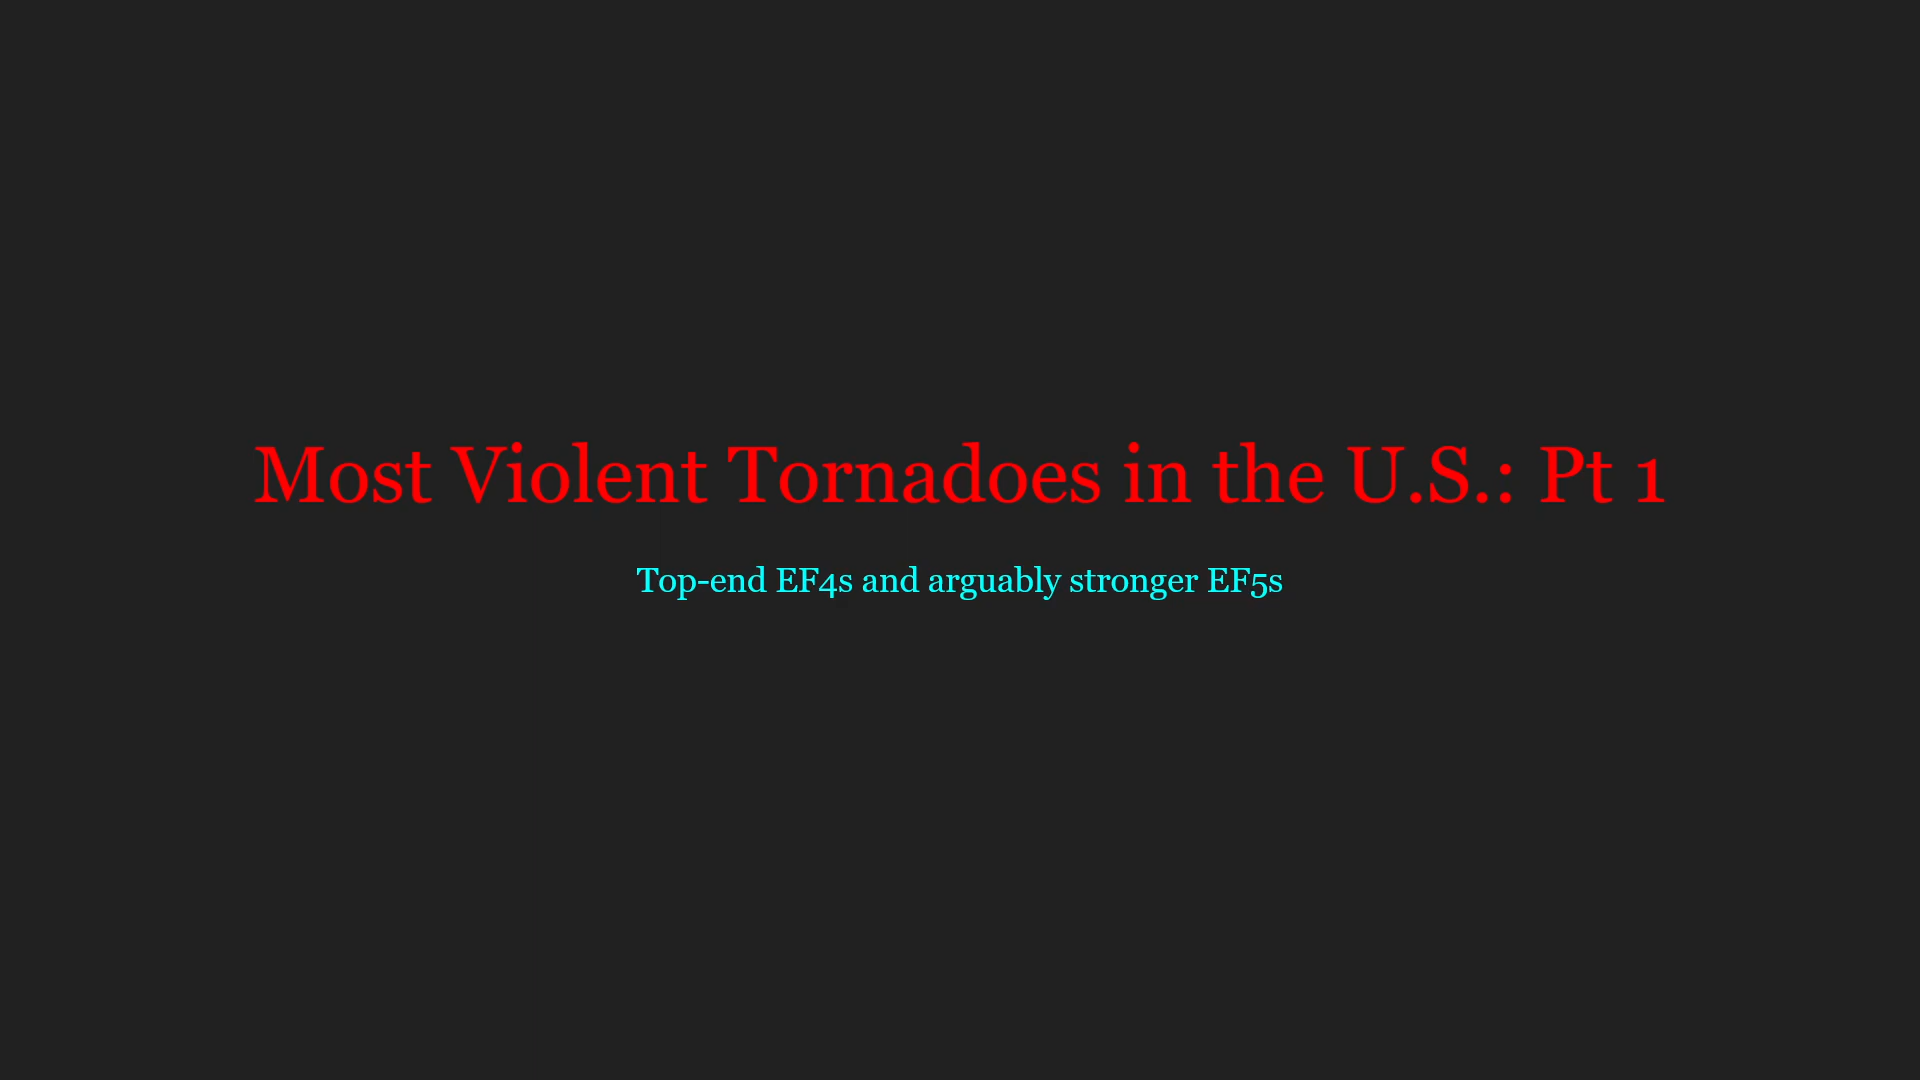 Most Violent Tornadoes in the U.S.: Pt 1
Top-end EF4s and arguably stronger EF5s